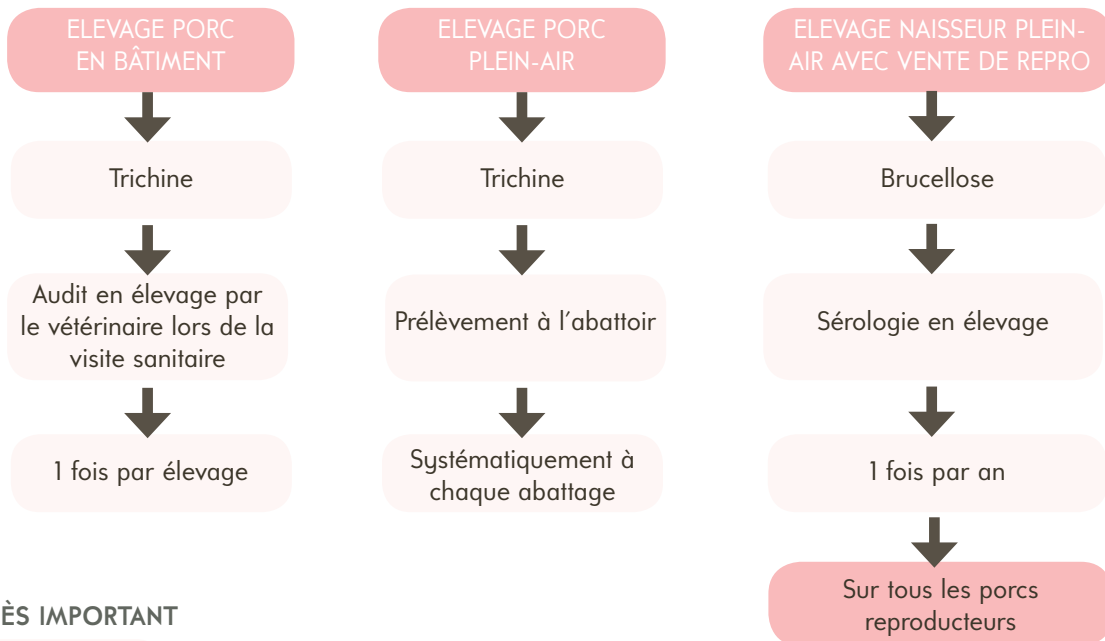 ELEVAGE PORC
EN BÂTIMENT
Trichine
Audit en élevage par
le vétérinaire lors de la
visite sanitaire
1 fois par élevage
ELEVAGE PORC
PLEIN-AIR
Trichine
Prélèvement à l'abattoir
Systématiquement à
chaque abattage
ELEVAGE NAISSEUR PLEIN-
AIR AVEC VENTE DE REPRO
Brucellose
Sérologie en élevage
1 fois par an
Sur tous les porcs
reproducteurs
ÈS IMPORTANT